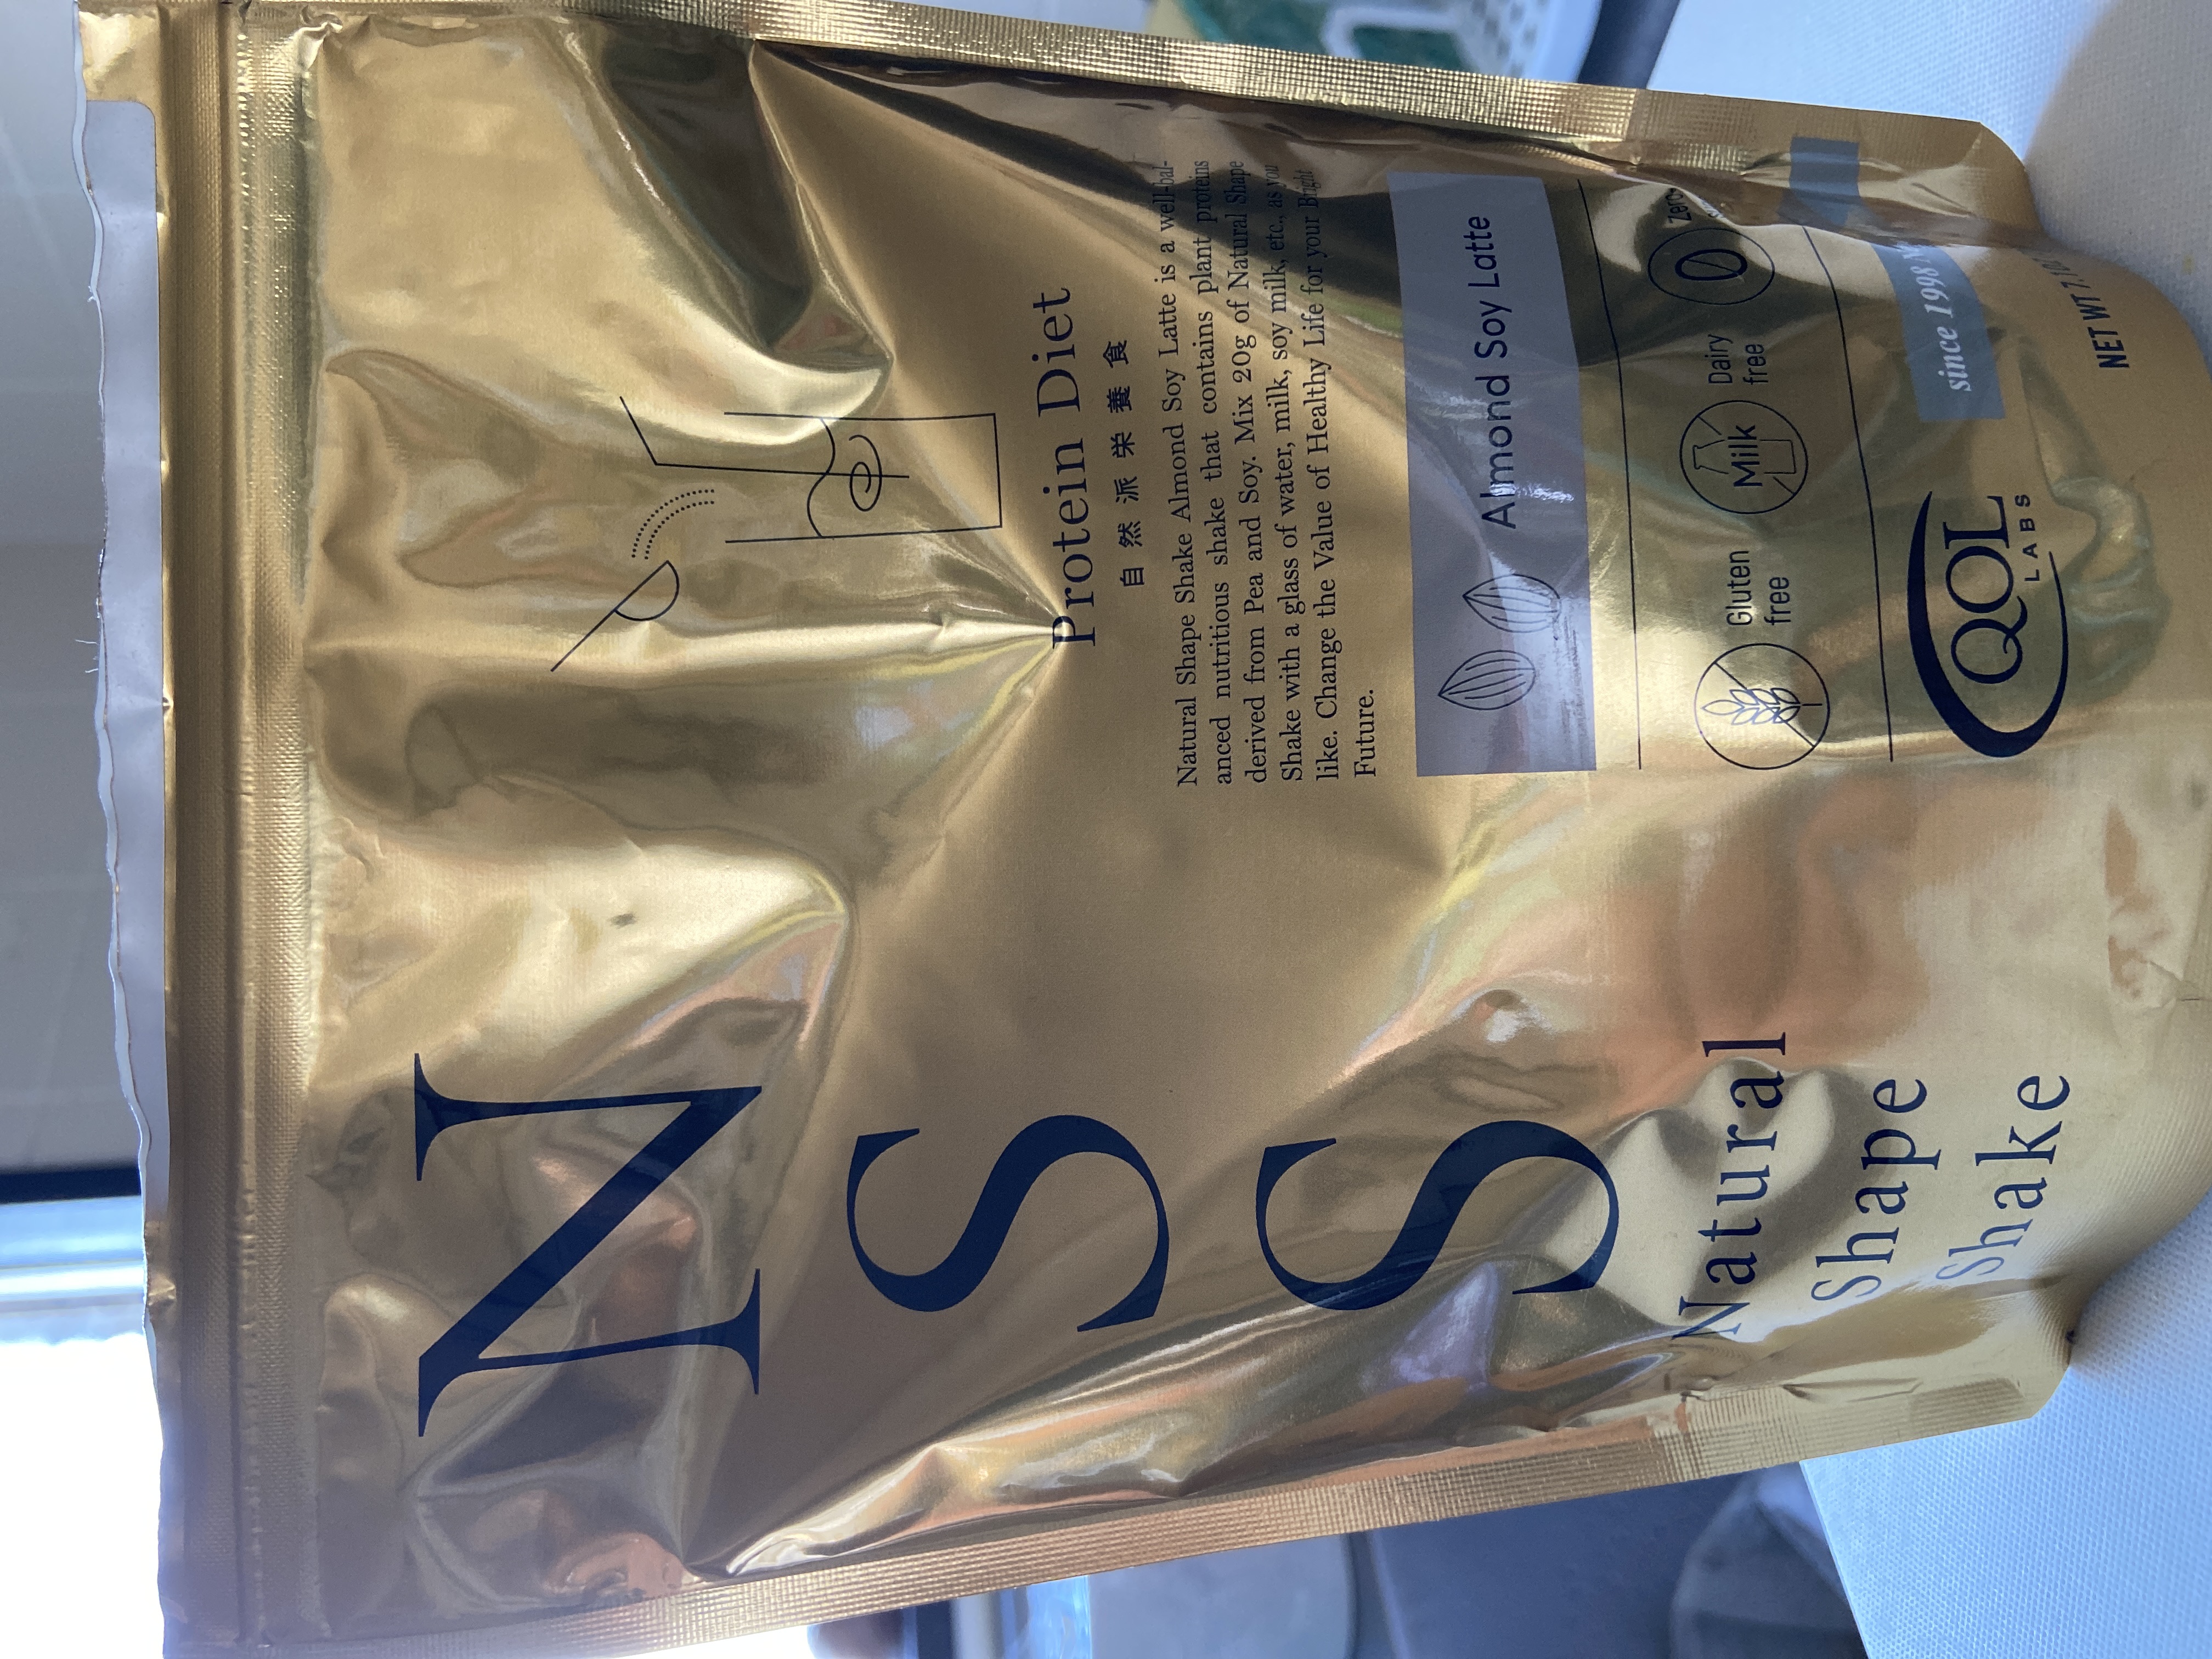 N
S
S
Natural
Shape
Shake
Protein Diet
自然派栄養食
Natural Shape Shake Almond Soy Latte is a well-bal-
anced nutritious shake that contains plant proteins
derived from Pea and Soy. Mix 20g of Natural Shape
Shake with a glass of water, milk, soy milk, etc., as you
like. Change the Value of Healthy Life for your Bright
Future.
Almond Soy Latte
Gluten
free
Milk
Dairy
free
0
Zero
QOL
LABS
since 1998
NET WT